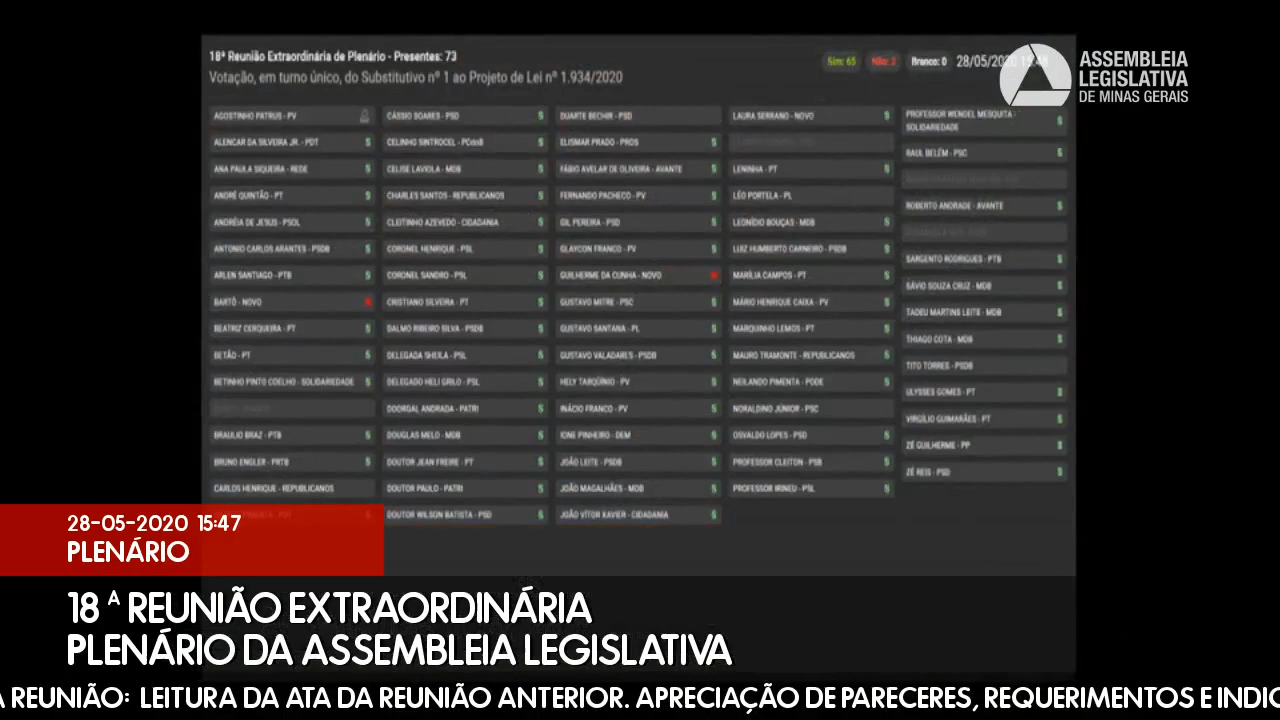 18ª Reunião Extraordinária de Plenário - Presentes: 73
Sim: 65
Não: 2
Branco: 0
28/05/2020 15:48
Votação, em turno único, do Substitutivo nº 1 ao Projeto de Lei nº 1.934/2020
ASSEMBLEIA
LEGISLATIVA
DE MINAS GERAIS
AGOSTINHO PATRUS - PV
ALENCAR DA SILVEIRA JR. - PDT S
ANA PAULA SIQUEIRA - REDE S
ANDRÉ QUINTÃO - PT S
ANDRÉIA DE JESUS - PSOL S
ANTONIO CARLOS ARANTES - PSDB S
ARLEN SANTIAGO - PTB S
BARTÔ - NOVO
BEATRIZ CERQUEIRA - PT S
BETÃO - PT S
BETINHO PINTO COELHO - SOLIDARIEDADE S
BRAULIO BRAZ - PTB S
BRUNO ENGLER - PRTB S
CARLOS HENRIQUE - REPUBLICANOS
CÁSSIO SOARES - PSD S
CELINHO SINTROCEL - PCdoB S
CELISE LAVIOLA - MDB S
CHARLES SANTOS - REPUBLICANOS S
CLEITINHO AZEVEDO - CIDADANIA S
CORONEL HENRIQUE - PSL S
CORONEL SANDRO - PSL S
CRISTIANO SILVEIRA - PT S
DALMO RIBEIRO SILVA - PSDB S
DELEGADA SHEILA - PSL S
DELEGADO HELI GRILO - PSL S
DOORGAL ANDRADA - PATRI S
DOUGLAS MELO - MDB S
DOUTOR JEAN FREIRE - PT S
DOUTOR PAULO - PATRI S
DOUTOR WILSON BATISTA - PSD S
DUARTE BECHIR - PSD
ELISMAR PRADO - PROS S
FÁBIO AVELAR DE OLIVEIRA - AVANTE S
FERNANDO PACHECO - PV S
GIL PEREIRA - PSD S
GLAYCON FRANCO - PV S
GUILHERME DA CUNHA - NOVO
GUSTAVO MITRE - PSC S
GUSTAVO SANTANA - PL S
GUSTAVO VALADARES - PSDB S
HELY TARQÜÍNIO - PV S
INÁCIO FRANCO - PV S
IONE PINHEIRO - DEM S
JOÃO LEITE - PSDB S
JOÃO MAGALHÃES - MDB S
JOÃO VÍTOR XAVIER - CIDADANIA S
LAURA SERRANO - NOVO S
LENINHA - PT S
LÉO PORTELA - PL
LEONÍDIO BOUÇAS - MDB S
LUIZ HUMBERTO CARNEIRO - PSDB S
MARÍLIA CAMPOS - PT S
MÁRIO HENRIQUE CAIXA - PV S
MARQUINHO LEMOS - PT S
MAURO TRAMONTE - REPUBLICANOS S
NEILANDO PIMENTA - PODE S
NORALDINO JÚNIOR - PSC
OSVALDO LOPES - PSD S
PROFESSOR CLEITON - PSB S
PROFESSOR IRINEU - PSL S
PROFESSOR WENDEL MESQUITA -
SOLIDARIEDADE S
RAUL BELÉM - PSC S
ROBERTO ANDRADE - AVANTE S
SARGENTO RODRIGUES - PTB S
SÁVIO SOUZA CRUZ - MDB S
TADEU MARTINS LEITE - MDB S
THIAGO COTA - MDB S
TITO TORRES - PSDB
ULYSSES GOMES - PT S
VIRGÍLIO GUIMARÃES - PT S
ZÉ GUILHERME - PP S
ZÉ REIS - PSD S
28-05-2020 15:47
PLENÁRIO
18 ª REUNIÃO EXTRAORDINÁRIA
PLENÁRIO DA ASSEMBLEIA LEGISLATIVA
A REUNIÃO: LEITURA DA ATA DA REUNIÃO ANTERIOR. APRECIAÇÃO DE PARECERES, REQUERIMENTOS E INDIC